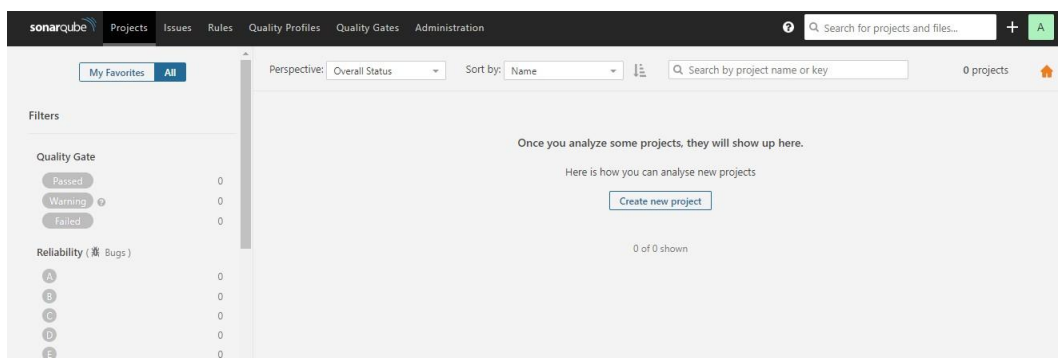 sonarqube Projects Issues Rules Quality Profiles Quality Gates Administration Search for projects and files... A
My Favorites All
Perspective: Overall Status Sort by: Name Search by project name or key 0 projects
Filters
Quality Gate
Passed 0
Warning 0
Failed 0
Reliability ( Bugs )
A 0
B 0
C 0
D 0
E 0
Once you analyze some projects, they will show up here.
Here is how you can analyse new projects
Create new project
0 of 0 shown